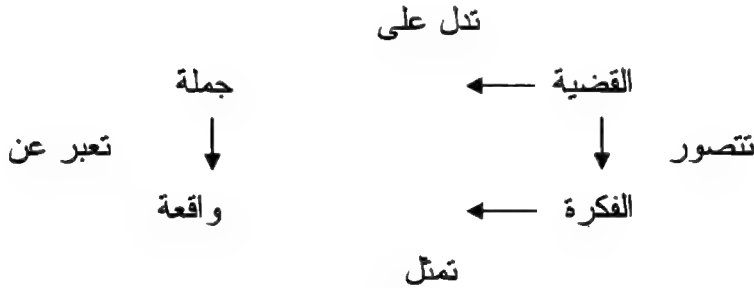 تدل على
القضية ← جملة
تتصور ↓ ↓ تعبر عن
الفكرة ← واقعة
تمثل